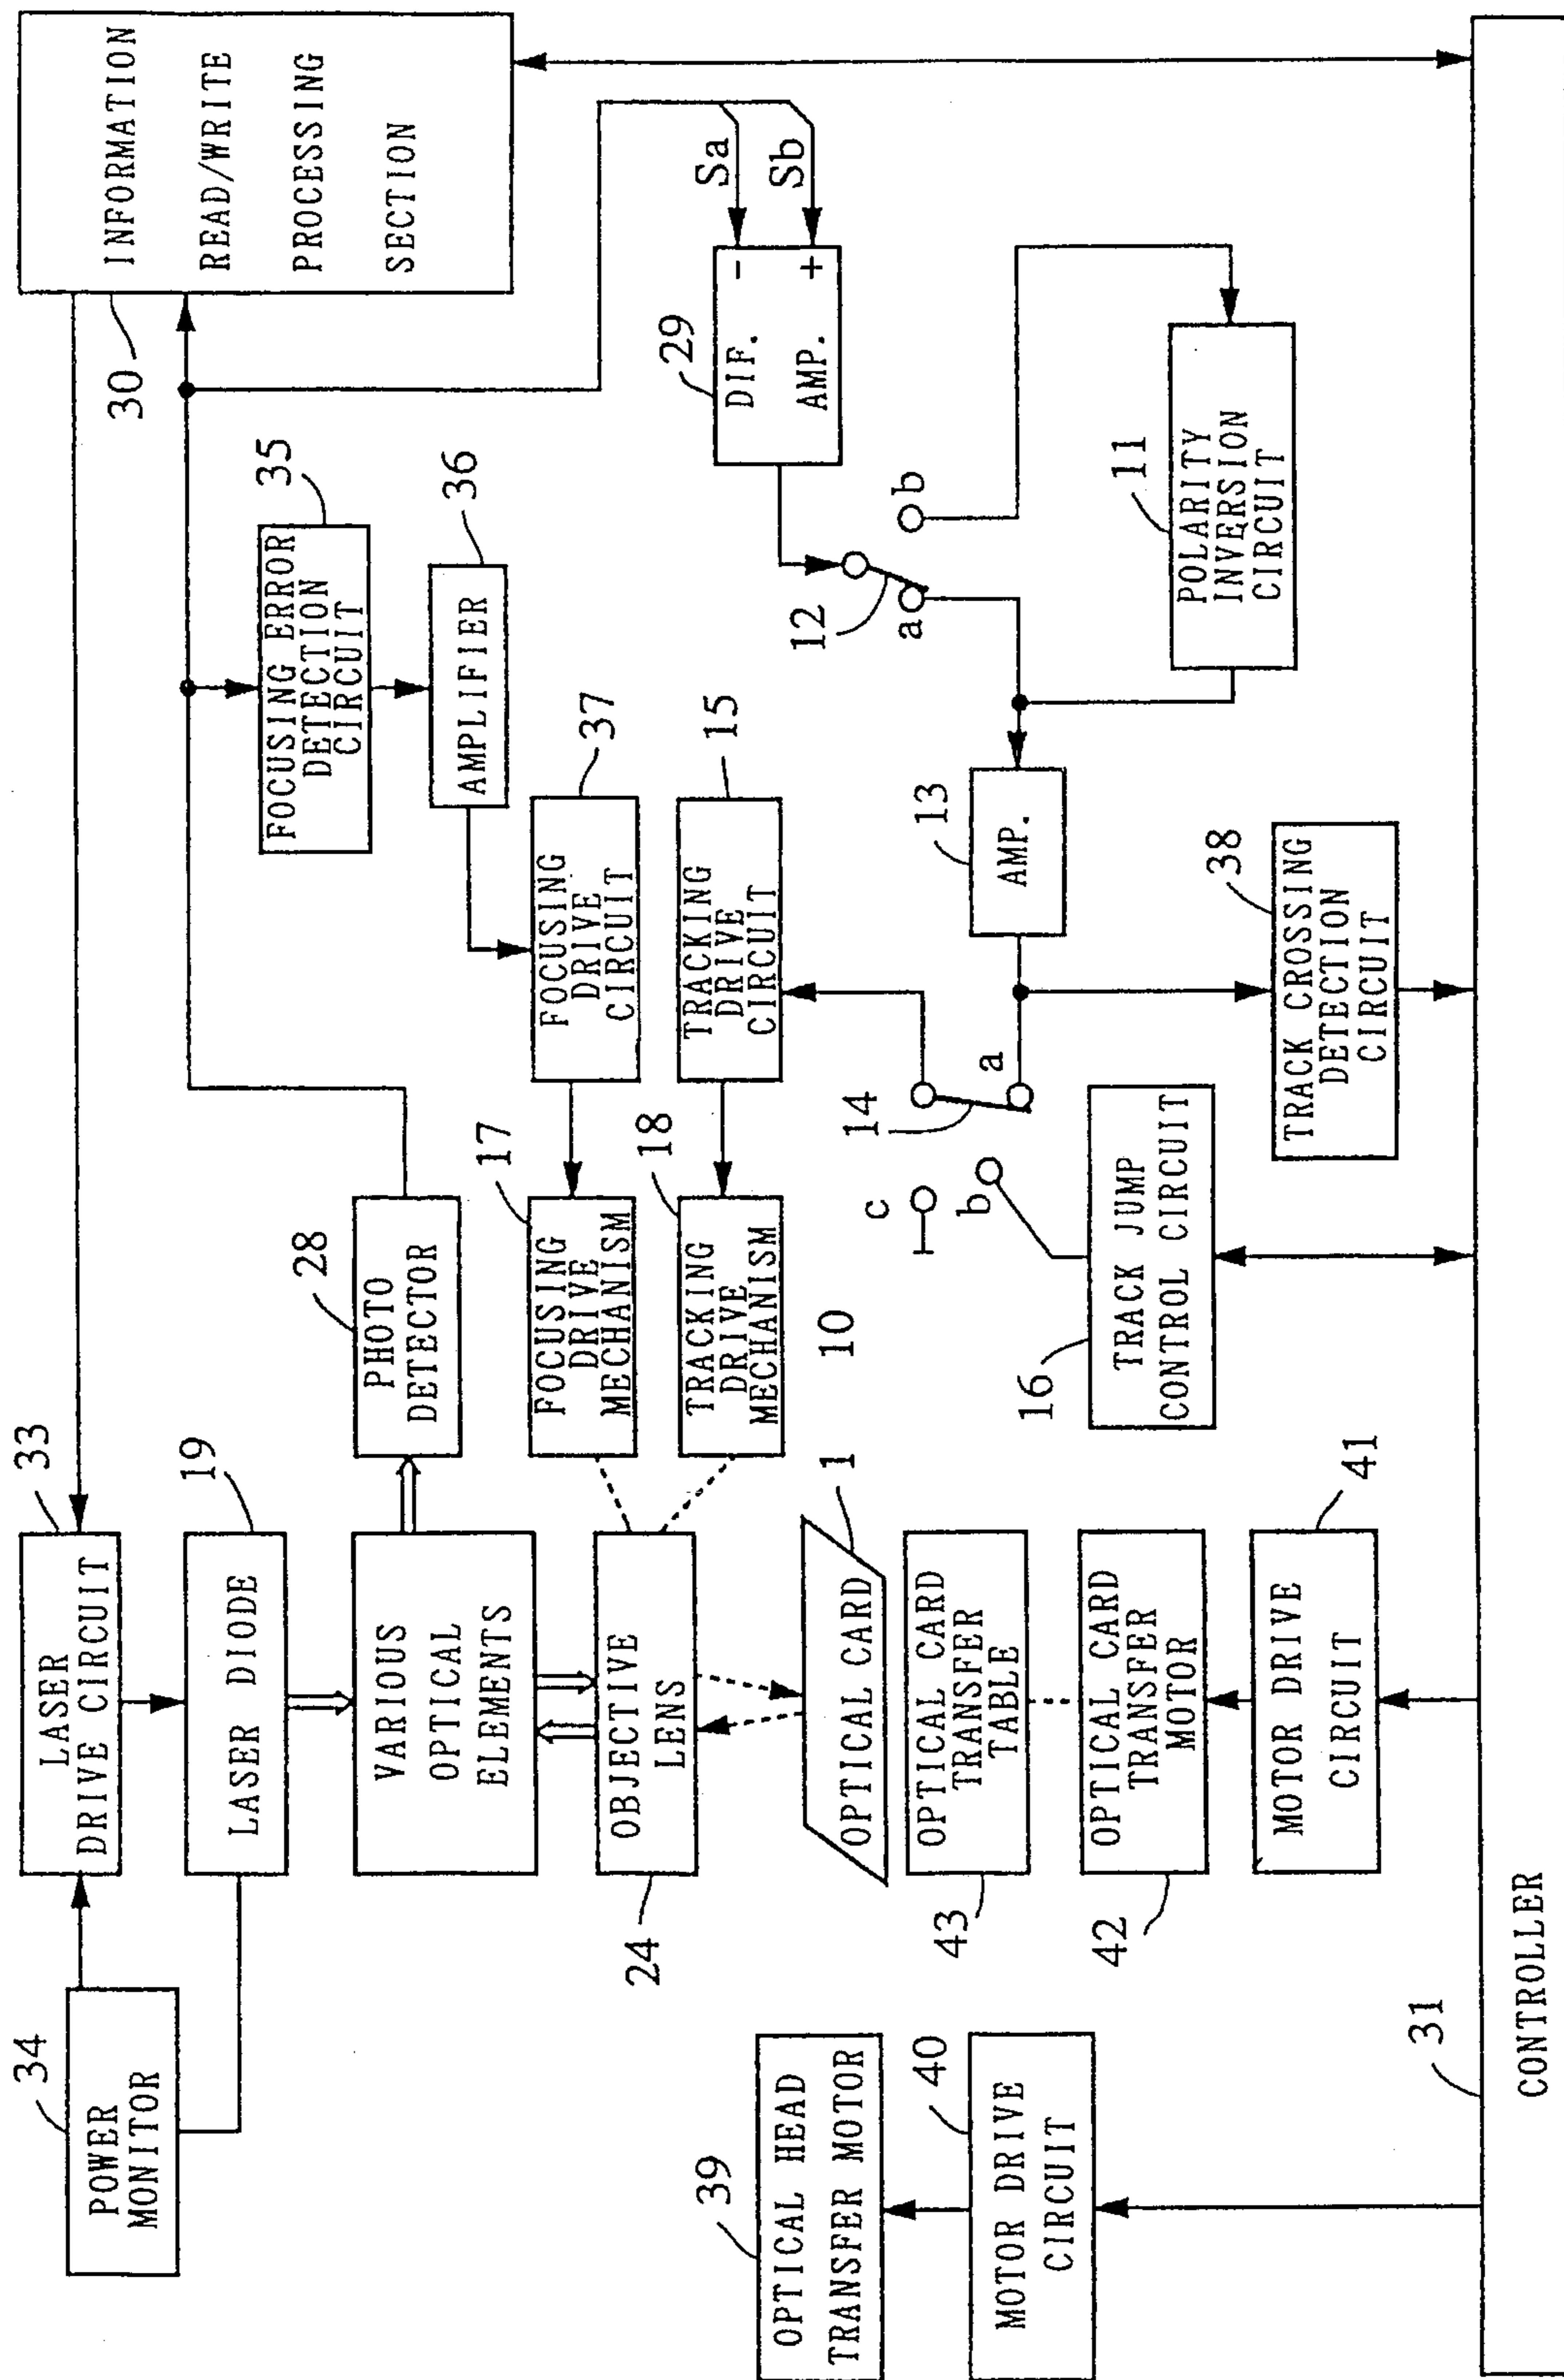 34
POWER
MONITOR
33
LASER
DRIVE CIRCUIT
19
LASER DIODE
VARIOUS
OPTICAL
ELEMENTS
OBJECTIVE
LENS
24
28
PHOTO
DETECTOR
17
FOCUSING
DRIVE
MECHANISM
18
TRACKING
DRIVE
MECHANISM
10
35
FOCUSING ERROR
DETECTION
CIRCUIT
36
AMPLIFIER
37
FOCUSING
DRIVE
CIRCUIT
15
TRACKING
DRIVE
CIRCUIT
30
INFORMATION
READ/WRITE
PROCESSING
SECTION
Sa
Sb
29
DIF.
AMP.
-
+
12
a
b
11
POLARITY
INVERSION
CIRCUIT
13
AMP.
14
a
b
c
16
TRACK JUMP
CONTROL CIRCUIT
38
TRACK CROSSING
DETECTION
CIRCUIT
1
OPTICAL CARD
43
OPTICAL CARD
TRANSFER
TABLE
42
OPTICAL CARD
TRANSFER
MOTOR
41
MOTOR DRIVE
CIRCUIT
39
OPTICAL HEAD
TRANSFER MOTOR
40
MOTOR DRIVE
CIRCUIT
31
CONTROLLER